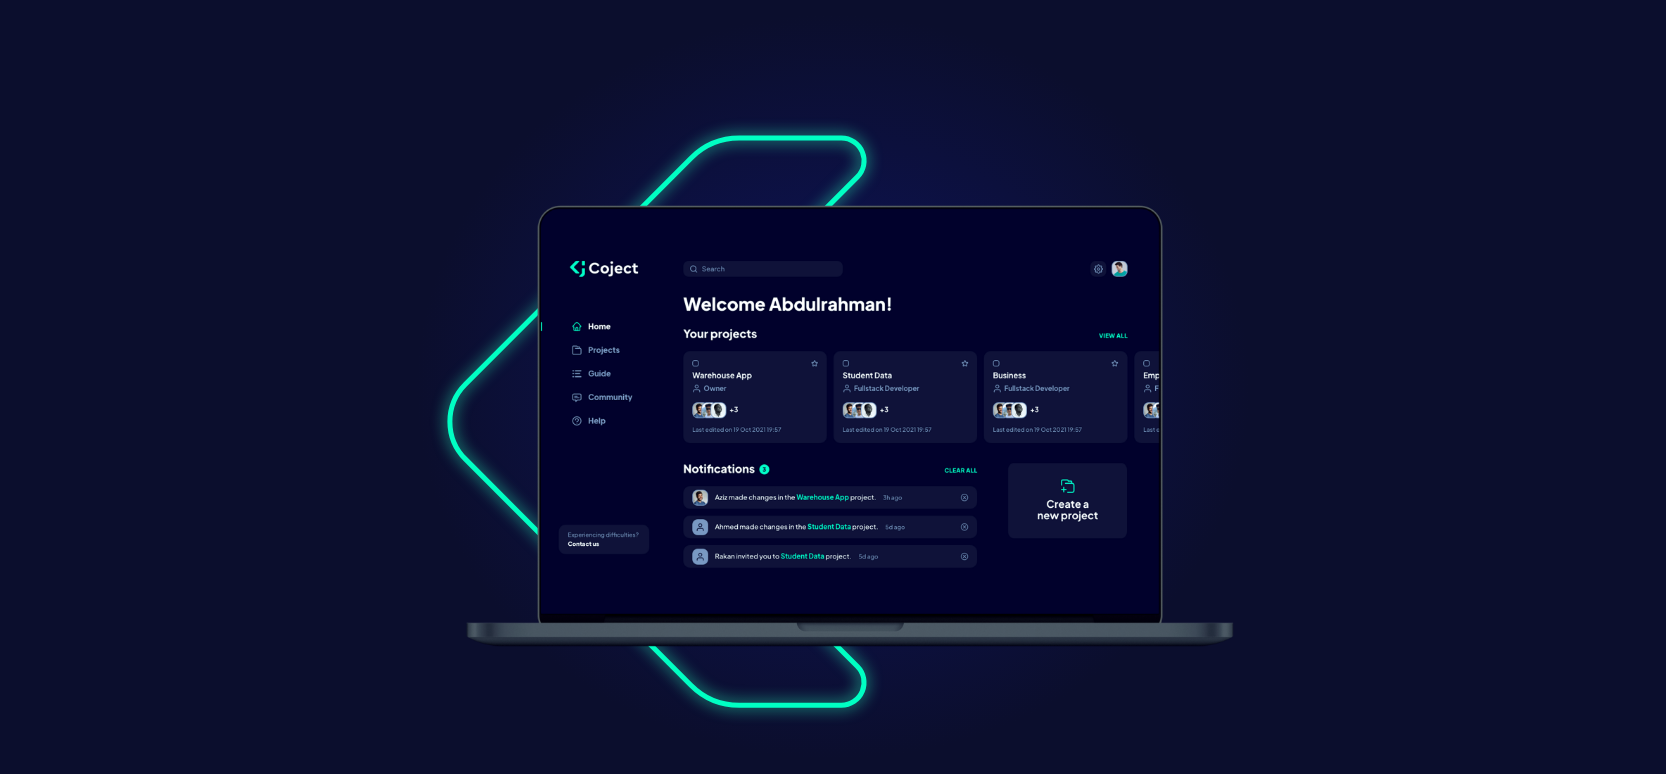 Coject
Search
Welcome Abdulrahman!
Home
Projects
Guide
Community
Help
Experiencing difficulties?
Contact us
Your projects
VIEW ALL
Warehouse App
Owner
+3
Last edited on 19 Oct 2021 19:57
Student Data
Fullstack Developer
+3
Last edited on 19 Oct 2021 19:57
Business
Fullstack Developer
+3
Last edited on 19 Oct 2021 19:57
Emp
F
Last e
Notifications 3
CLEAR ALL
Aziz made changes in the Warehouse App project. 3h ago
Ahmed made changes in the Student Data project. 5d ago
Rakan invited you to Student Data project. 5d ago
Create a
new project